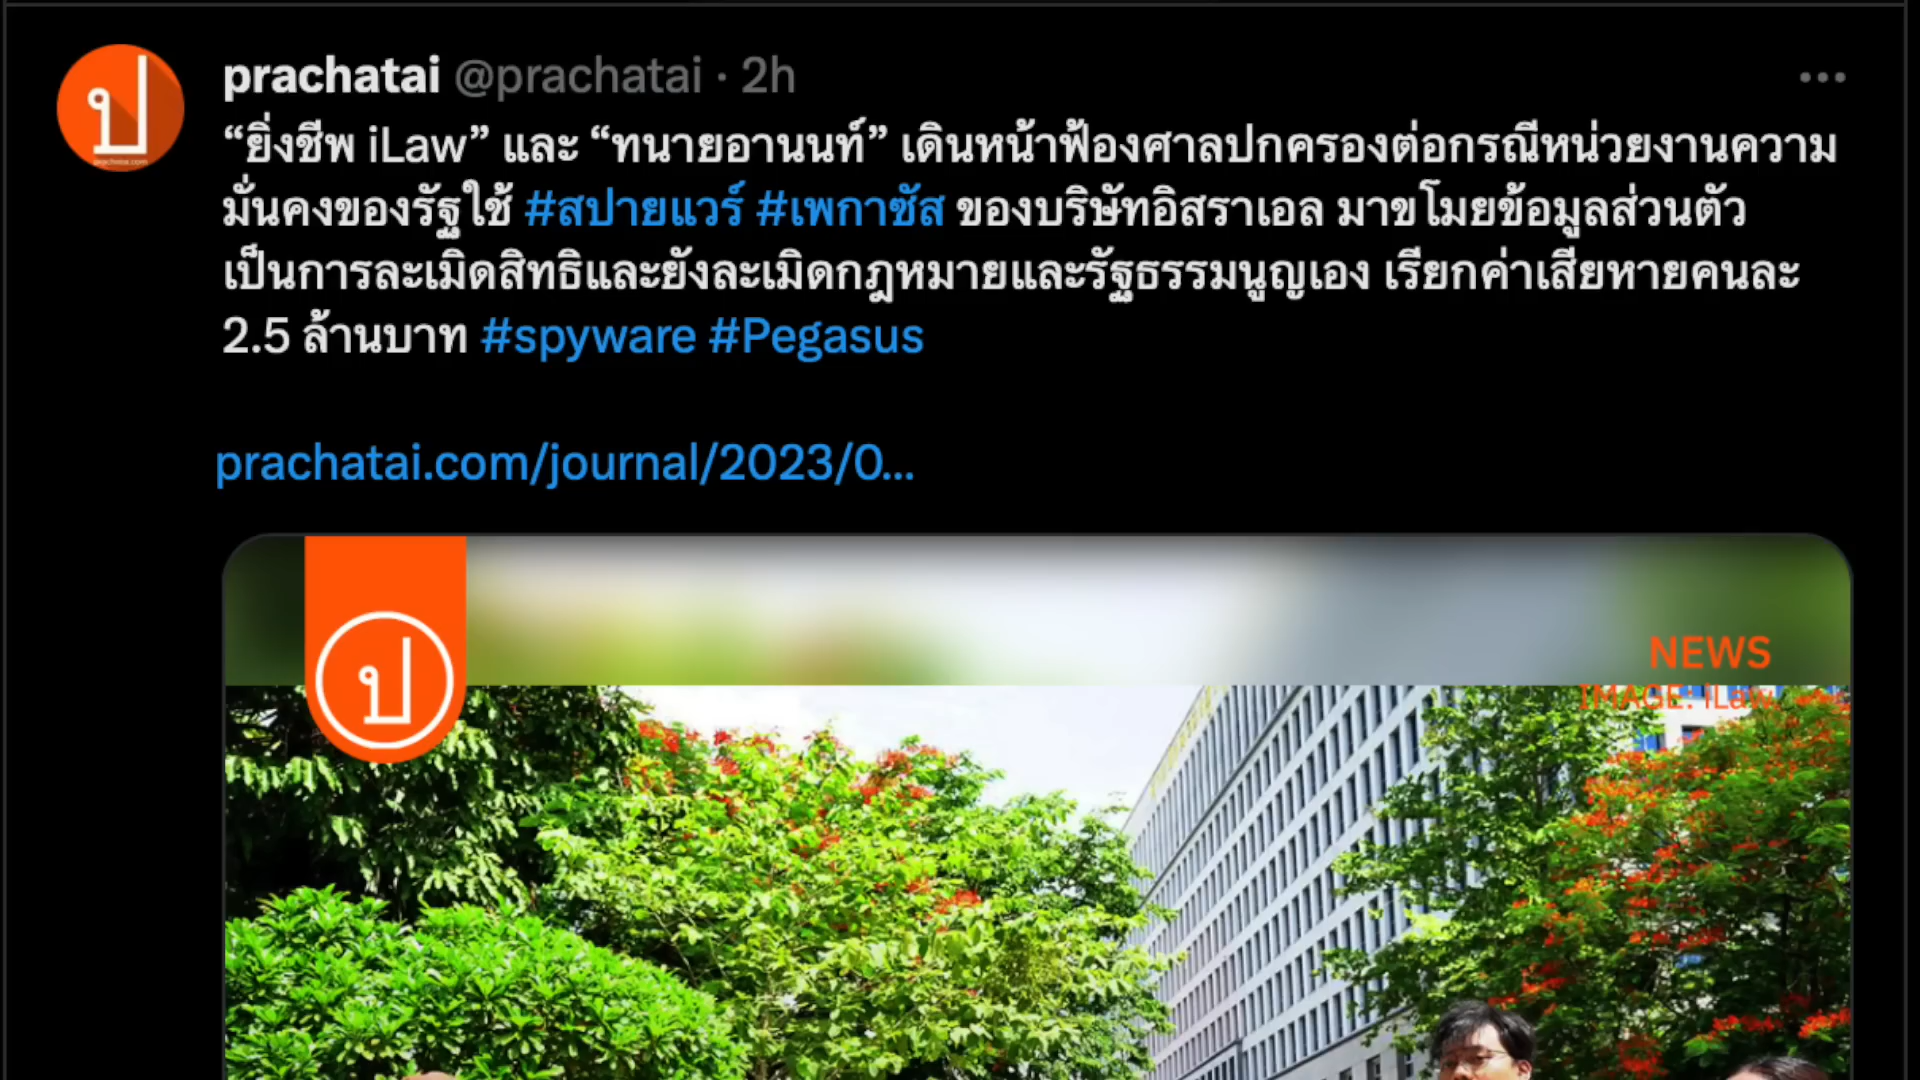 prachatai @prachatai · 2h
“ยิ่งชีพ iLaw” และ “ทนายอานนท์” เดินหน้าฟ้องศาลปกครองต่อกรณีหน่วยงานความ
มั่นคงของรัฐใช้ #สปายแวร์ #เพกาซัส ของบริษัทอิสราเอล มาขโมยข้อมูลส่วนตัว
เป็นการละเมิดสิทธิและยังละเมิดกฎหมายและรัฐธรรมนูญเอง เรียกค่าเสียหายคนละ
2.5 ล้านบาท #spyware #Pegasus
prachatai.com/journal/2023/0...
ป
NEWS
IMAGE: iLaw